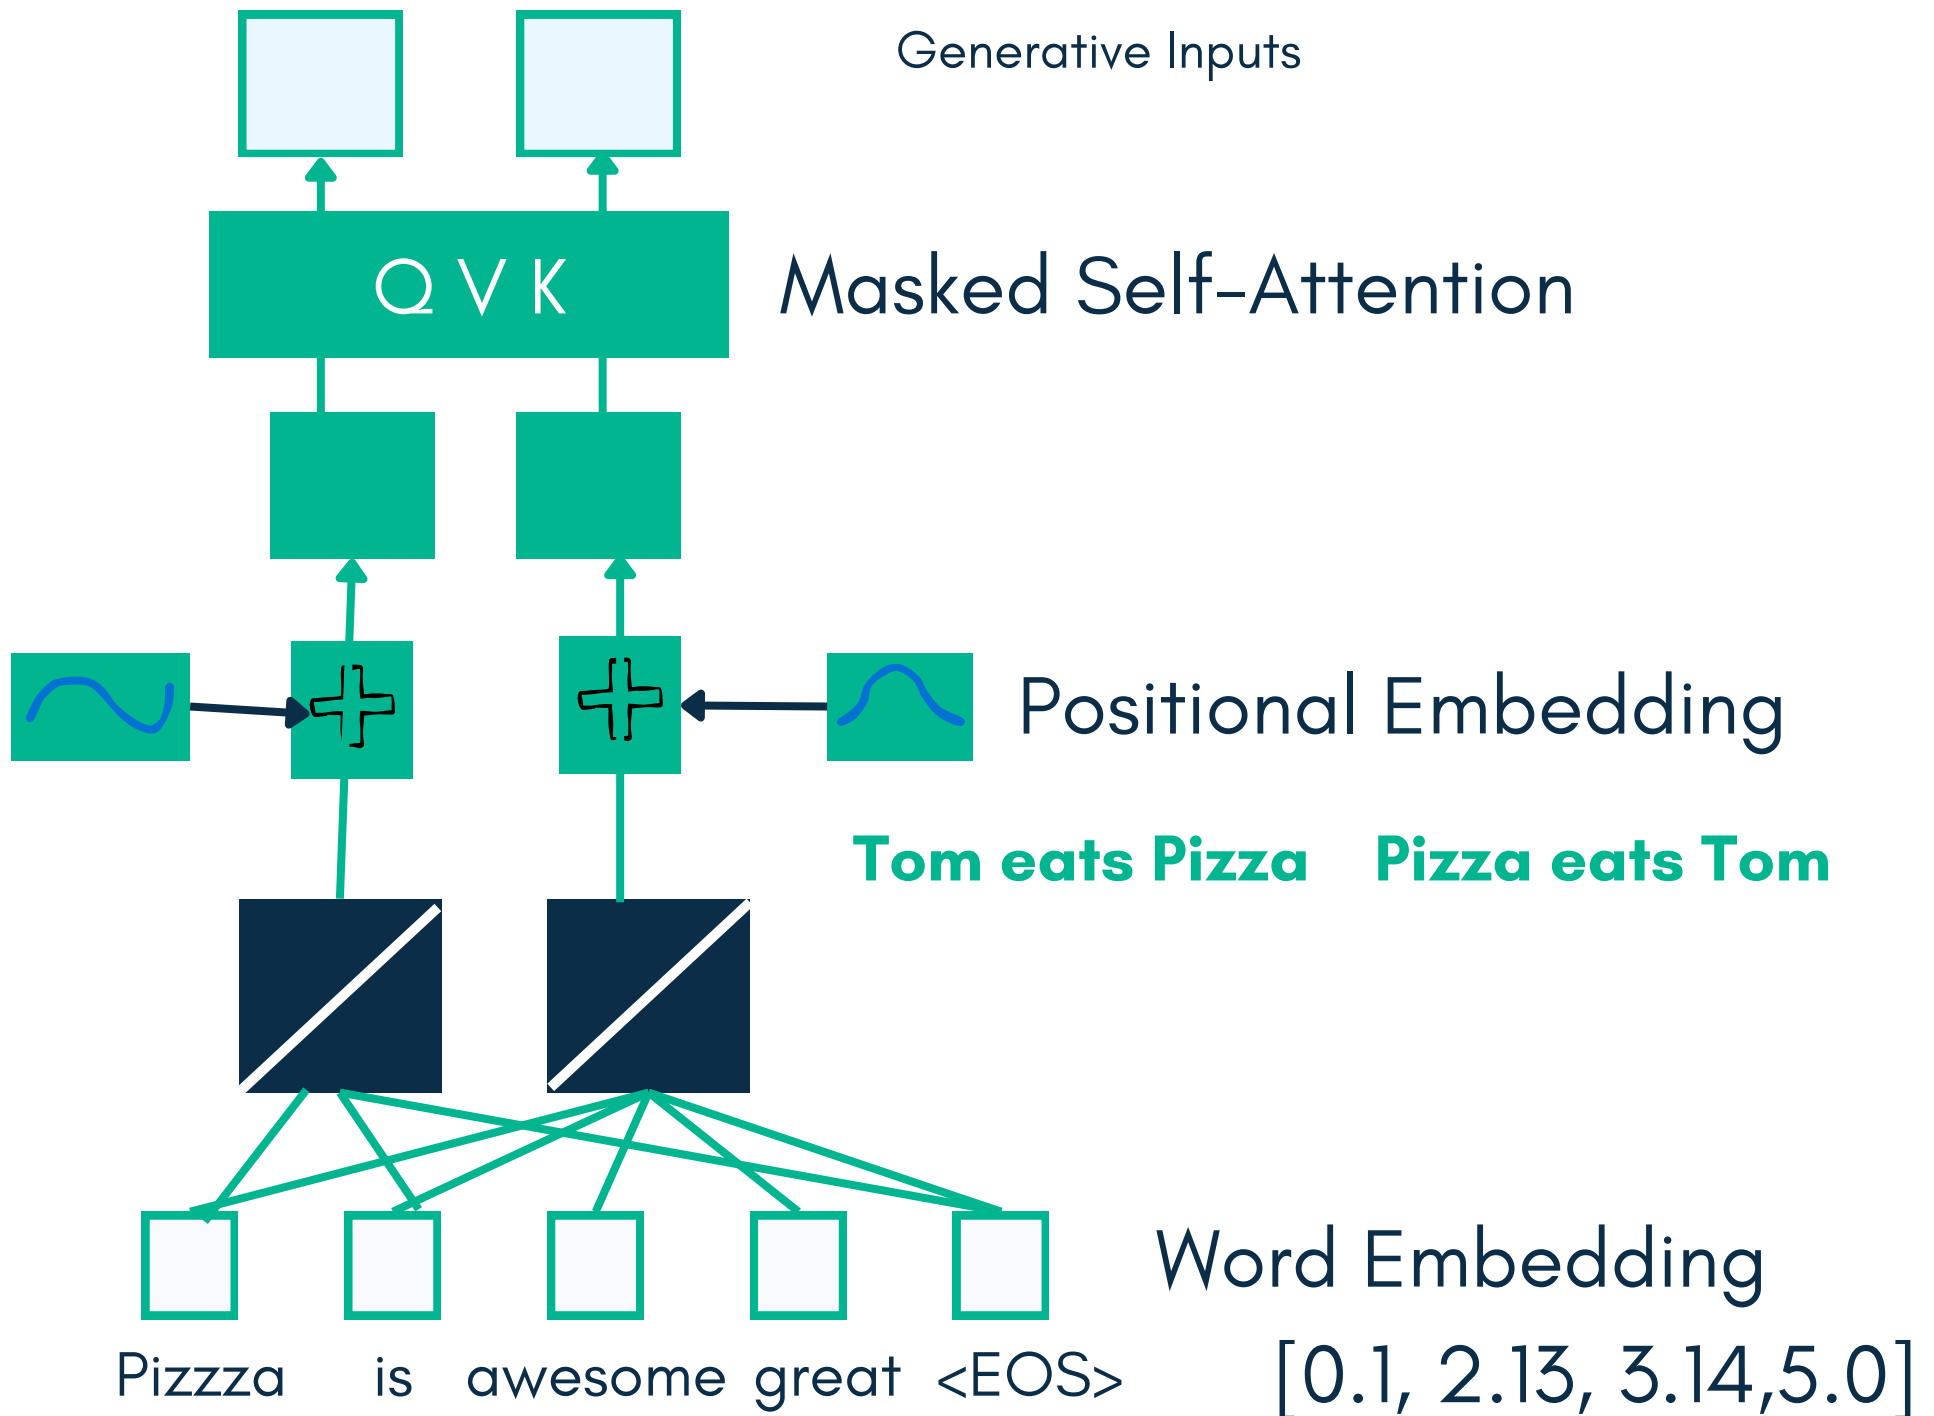 Generative Inputs
Q V K
Masked Self-Attention
Positional Embedding
Tom eats Pizza
Pizza eats Tom
Word Embedding
Pizzza is awesome great <EOS>
[0.1, 2.13, 3.14,5.0]